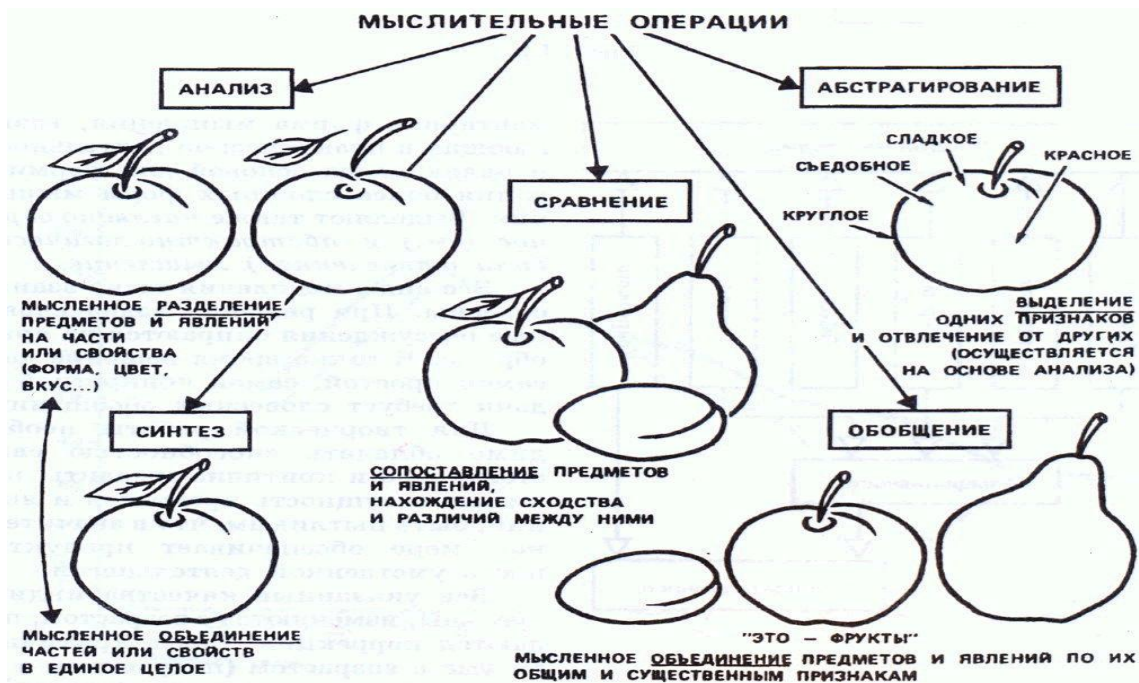 МЫСЛИТЕЛЬНЫЕ ОПЕРАЦИИ
АНАЛИЗ
МЫСЛЕННОЕ РАЗДЕЛЕНИЕ
ПРЕДМЕТОВ И ЯВЛЕНИЙ
НА ЧАСТИ
ИЛИ СВОЙСТВА
(ФОРМА, ЦВЕТ,
ВКУС...)
СИНТЕЗ
МЫСЛЕННОЕ ОБЪЕДИНЕНИЕ
ЧАСТЕЙ ИЛИ СВОЙСТВ
В ЕДИНОЕ ЦЕЛОЕ
СРАВНЕНИЕ
СОПОСТАВЛЕНИЕ ПРЕДМЕТОВ
И ЯВЛЕНИЙ,
НАХОЖДЕНИЕ СХОДСТВА
И РАЗЛИЧИЯ МЕЖДУ НИМИ
АБСТРАГИРОВАНИЕ
СЛАДКОЕ
СЪЕДОБНОЕ
КРАСНОЕ
КРУГЛОЕ
ВЫДЕЛЕНИЕ
ОДНИХ ПРИЗНАКОВ
И ОТВЛЕЧЕНИЕ ОТ ДРУГИХ
(ОСУЩЕСТВЛЯЕТСЯ
НА ОСНОВЕ АНАЛИЗА)
ОБОБЩЕНИЕ
"ЭТО – ФРУКТЫ"
МЫСЛЕННОЕ ОБЪЕДИНЕНИЕ ПРЕДМЕТОВ И ЯВЛЕНИЙ ПО ИХ
ОБЩИМ И СУЩЕСТВЕННЫМ ПРИЗНАКАМ